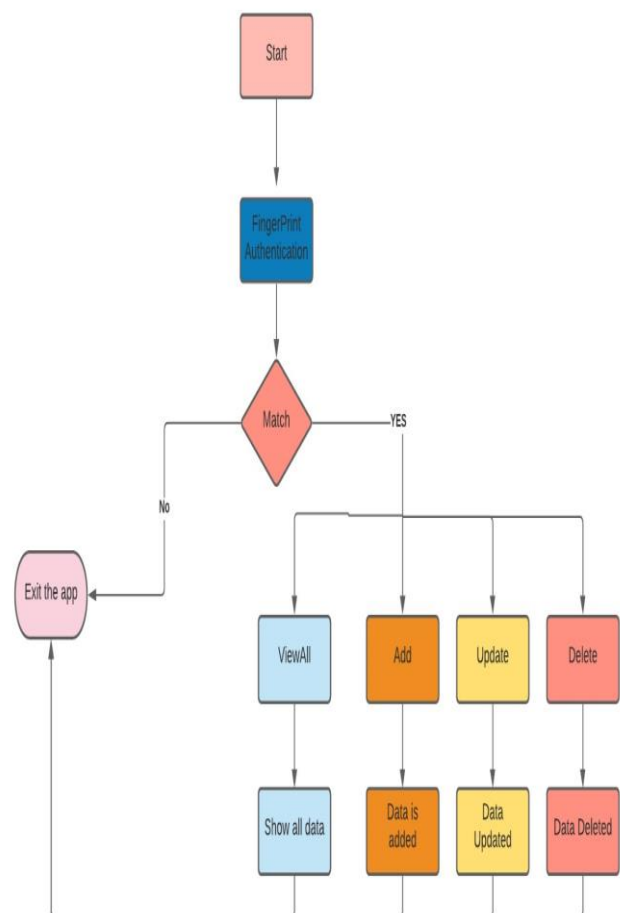 Start
FingerPrint
Authentication
Match
YES
No
Exit the app
ViewAll
Add
Update
Delete
Show all data
Data is
added
Data
Updated
Data Deleted